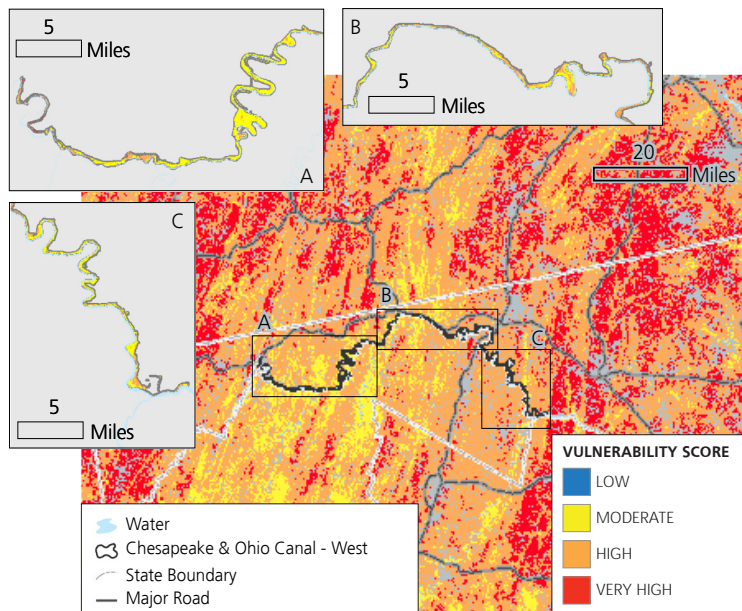 5
Miles
A
B
5
Miles
20
Miles
C
5
Miles
A
B
C
Water
Chesapeake & Ohio Canal - West
State Boundary
Major Road
VULNERABILITY SCORE
LOW
MODERATE
HIGH
VERY HIGH